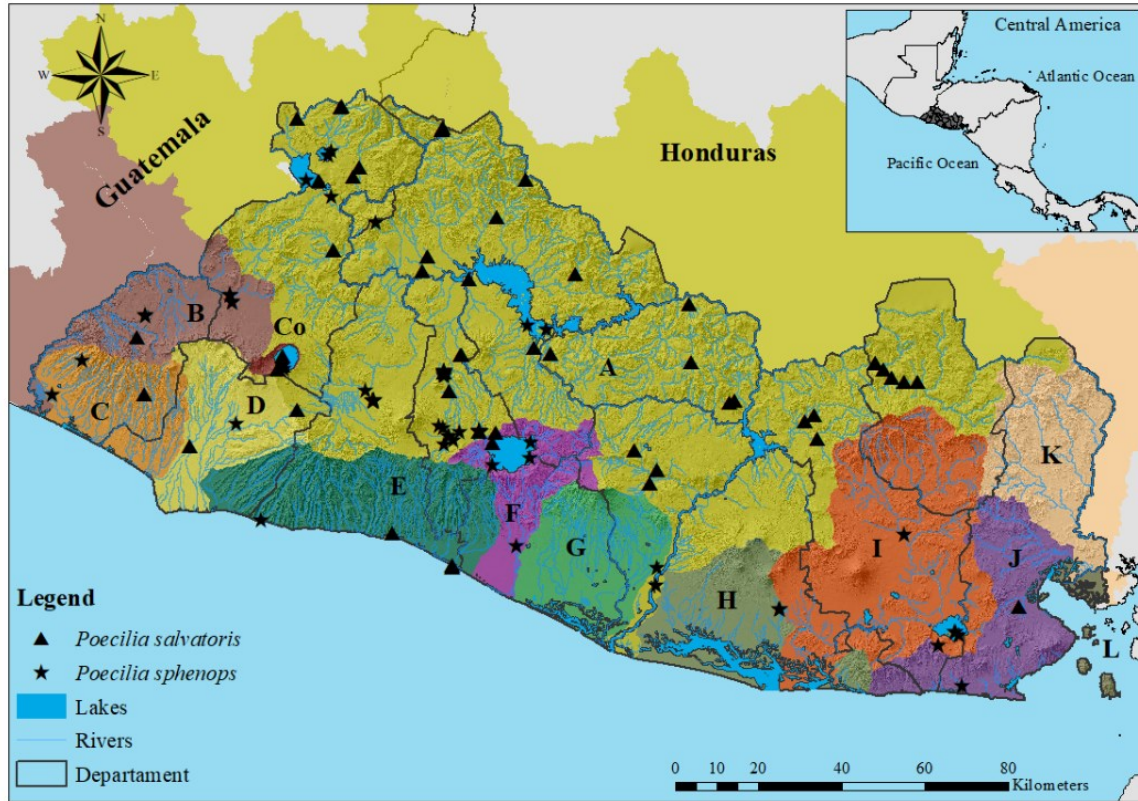 N
W
E
S
Central America
Atlantic Ocean
Pacific Ocean
Guatemala
Honduras
B
Co
A
C
D
K
E
F
G
I
J
H
L
Legend
Poecilia salvatoris
Poecilia sphenops
Lakes
Rivers
Departament
0 5 10 20 40 60 80
Kilometers